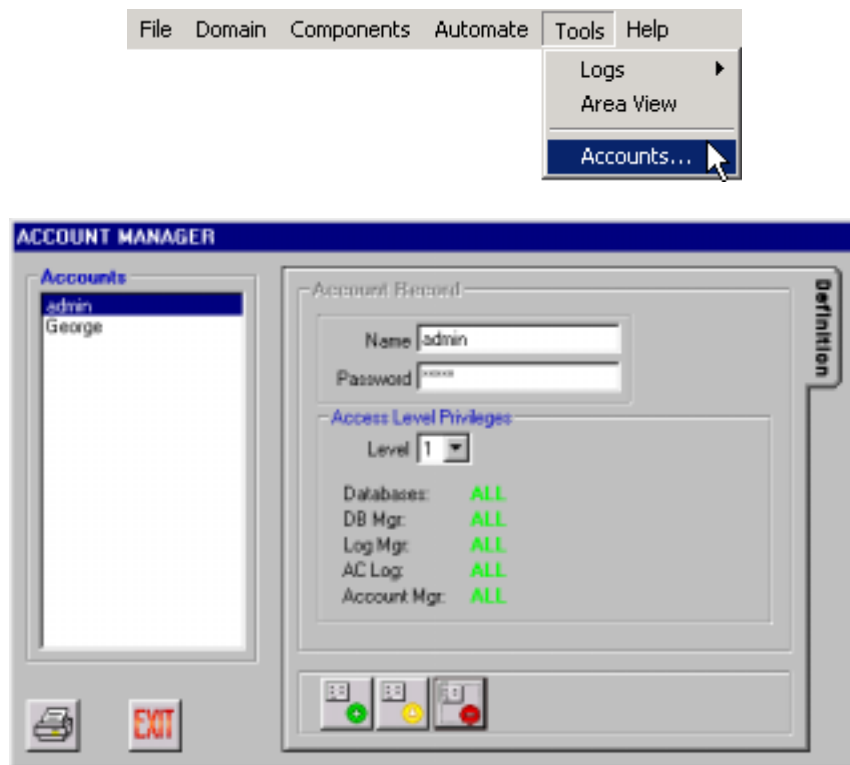 File Domain Components Automate Tools Help
Logs
Area View
Accounts...
ACCOUNT MANAGER
Accounts
admin
George
Account Record
Name admin
Password *****
Access Level Privileges
Level 1
Databases: ALL
DB Mgr: ALL
Log Mgr: ALL
AC Log: ALL
Account Mgr: ALL
Definition
EXIT